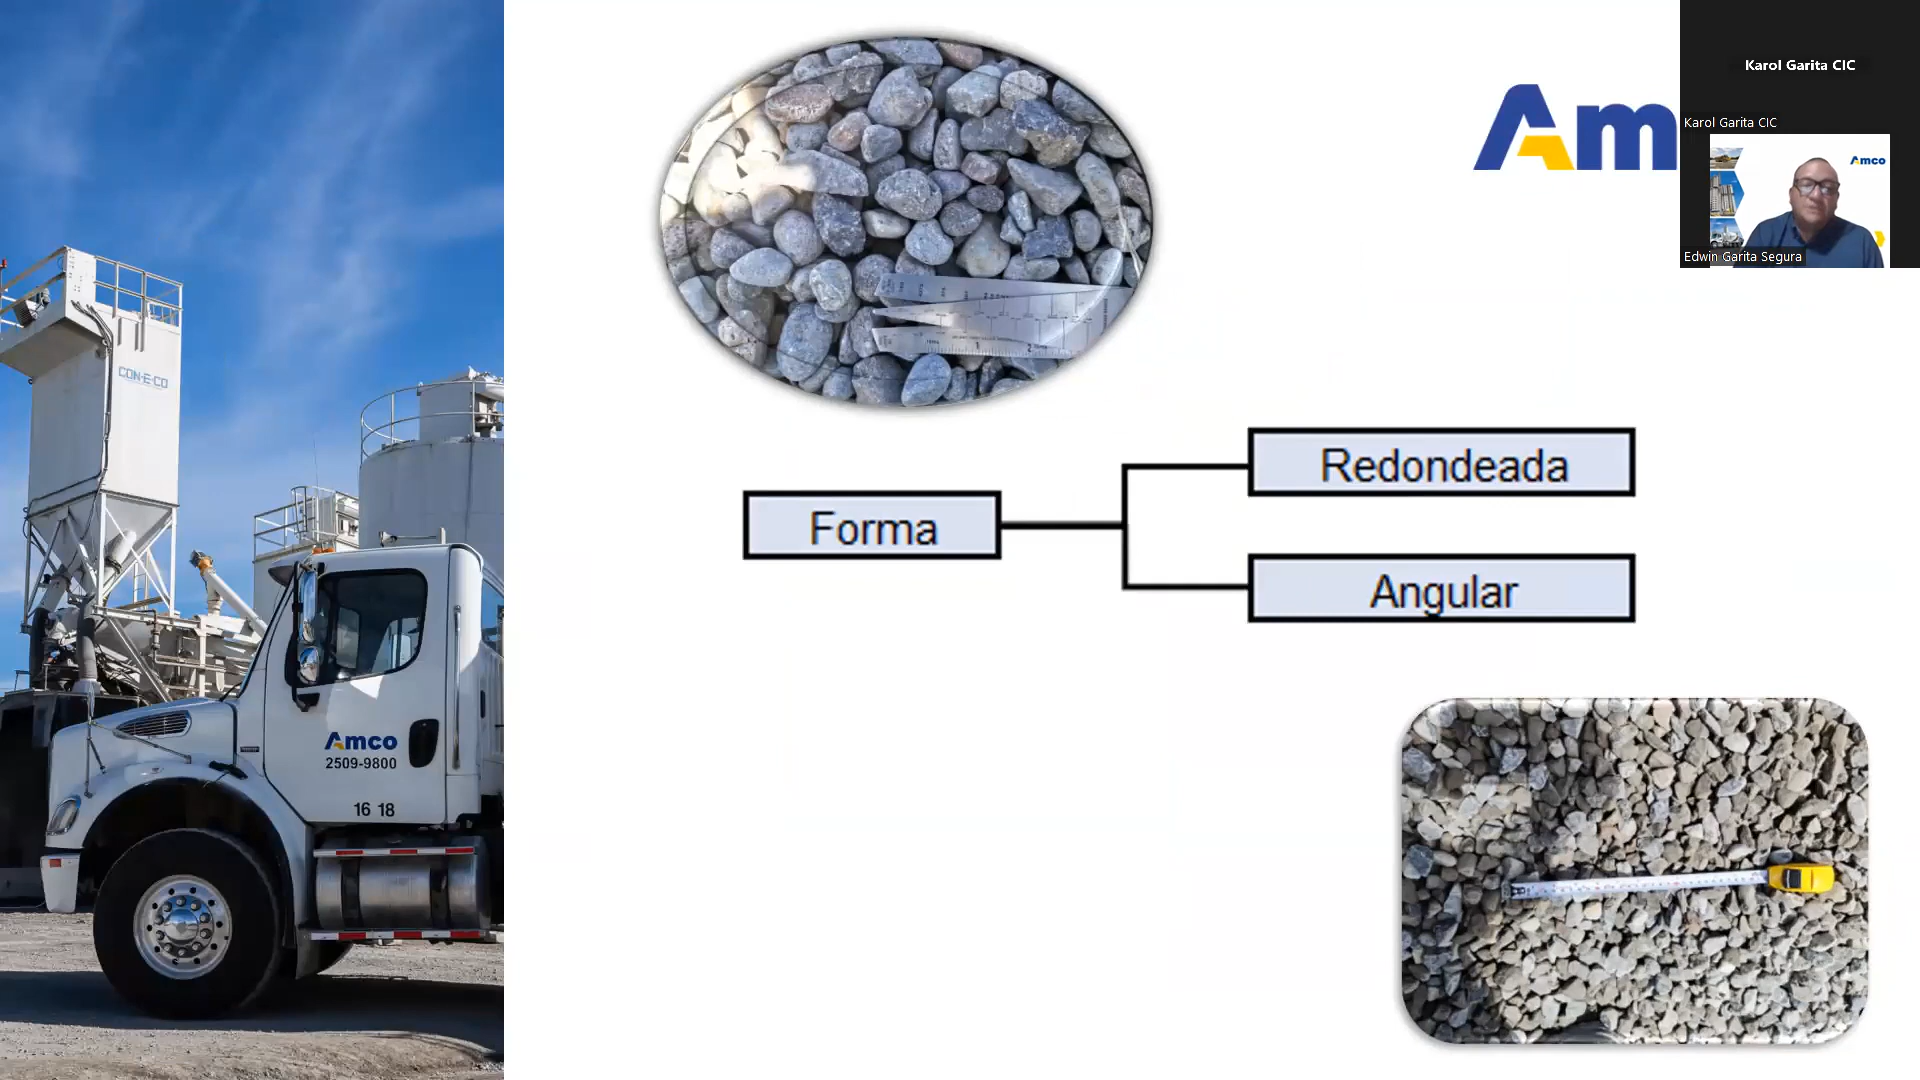 Karol Garita CIC
Am
Karol Garita CIC
Amco
Edwin Garita Segura
CON-E-CO
Redondeada
Forma
Angular
Amco
2509-9800
16 18